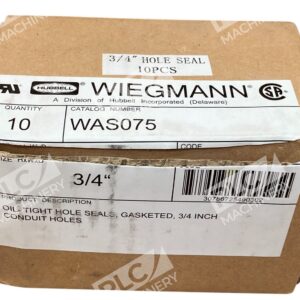 3/4" HOLE SEAL
10PCS
HUBBELL
WIEGMANN
A Division of Hubbell Incorporated (Delaware)
QUANTITY
CATALOG NUMBER
10
WAS075
CODE
3/4"
PRODUCT DESCRIPTION
OIL-TIGHT HOLE SEALS, GASKETED, 3/4 INCH
CONDUIT HOLES
DLC
MACHINERY